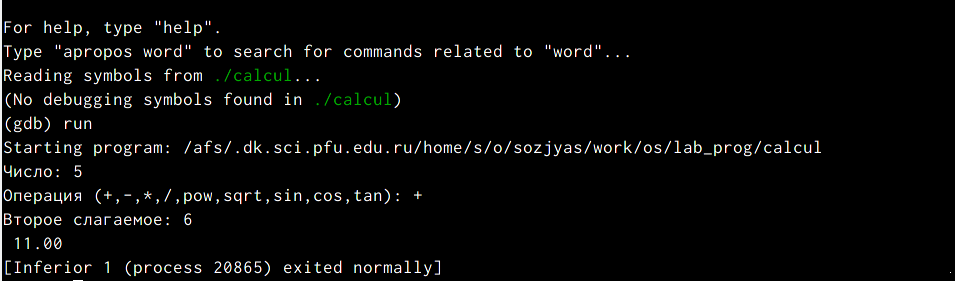 For help, type "help".
Type "apropos word" to search for commands related to "word"...
Reading symbols from ./calcul...
(No debugging symbols found in ./calcul)
(gdb) run
Starting program: /afs/.dk.sci.pfu.edu.ru/home/s/o/sozjyas/work/os/lab_prog/calcul
Число: 5
Операция (+,-,*,/,pow,sqrt,sin,cos,tan): +
Второе слагаемое: 6
 11.00
[Inferior 1 (process 20865) exited normally]